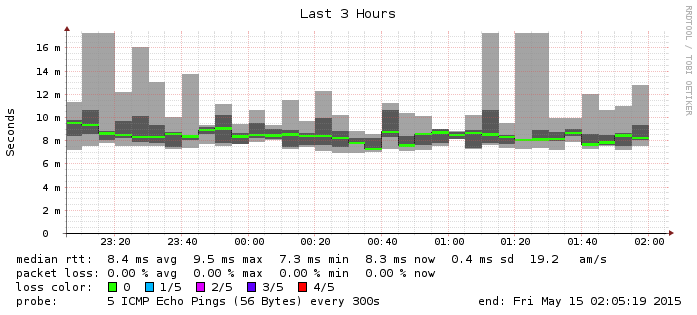 Last 3 Hours
RRDTOOL / TOBI OETIKER
Seconds
16 m
14 m
12 m
10 m
8 m
6 m
4 m
2 m
0
23:20 23:40 00:00 00:20 00:40 01:00 01:20 01:40 02:00
median rtt: 8.4 ms avg 9.5 ms max 7.3 ms min 8.3 ms now 0.4 ms sd 19.2 am/s
packet loss: 0.00 % avg 0.00 % max 0.00 % min 0.00 % now
loss color: 0 1/5 2/5 3/5 4/5
probe: 5 ICMP Echo Pings (56 Bytes) every 300s end: Fri May 15 02:05:19 2015